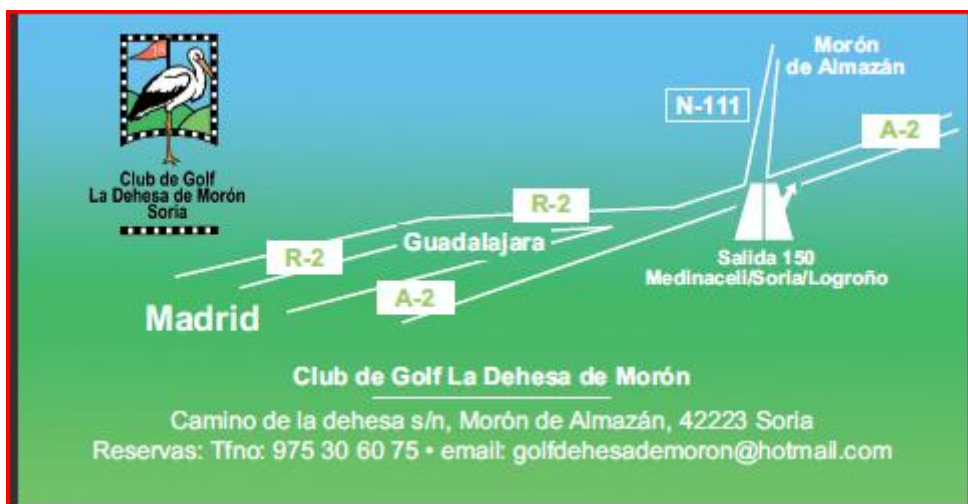 18
Club de Golf
La Dehesa de Morón
Soria
Morón
de Almazán
N-111
A-2
R-2
Guadalajara
R-2
A-2
Madrid
Salida 150
Medinaceli/Soria/Logroño
Club de Golf La Dehesa de Morón
Camino de la dehesa s/n, Morón de Almazán, 42223 Soria
Reservas: Tfno: 975 30 60 75 • email: golfdehesademoron@hotmail.com